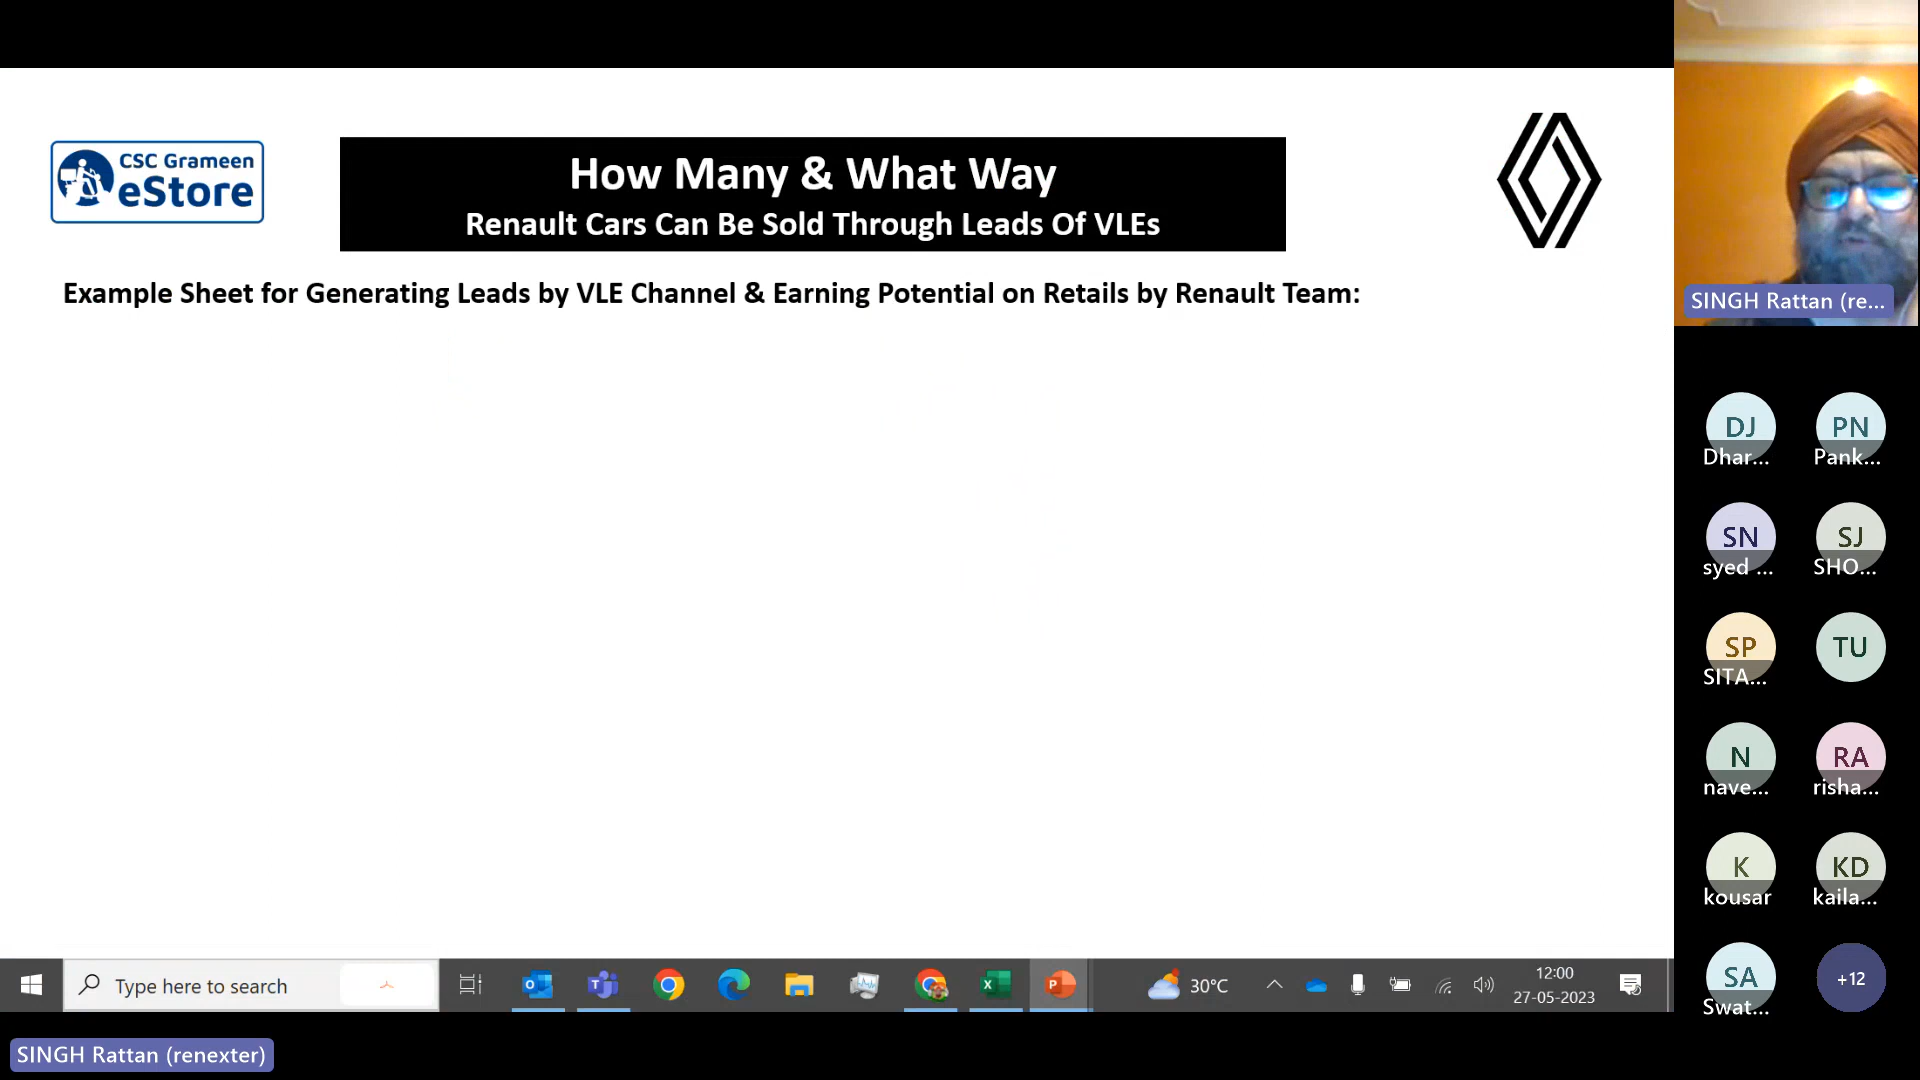 CSC Grameen
eStore
How Many & What Way
Renault Cars Can Be Sold Through Leads Of VLEs
Example Sheet for Generating Leads by VLE Channel & Earning Potential on Retails by Renault Team:
SINGH Rattan (re...
DJ
Dhar...
PN
Pank...
SN
syed ...
SJ
SHO...
SP
SITA...
TU
N
nave...
RA
risha...
K
kousar
KD
kaila...
SA
Swat...
+12
Type here to search
30°C
12:00
27-05-2023
SINGH Rattan (renexter)